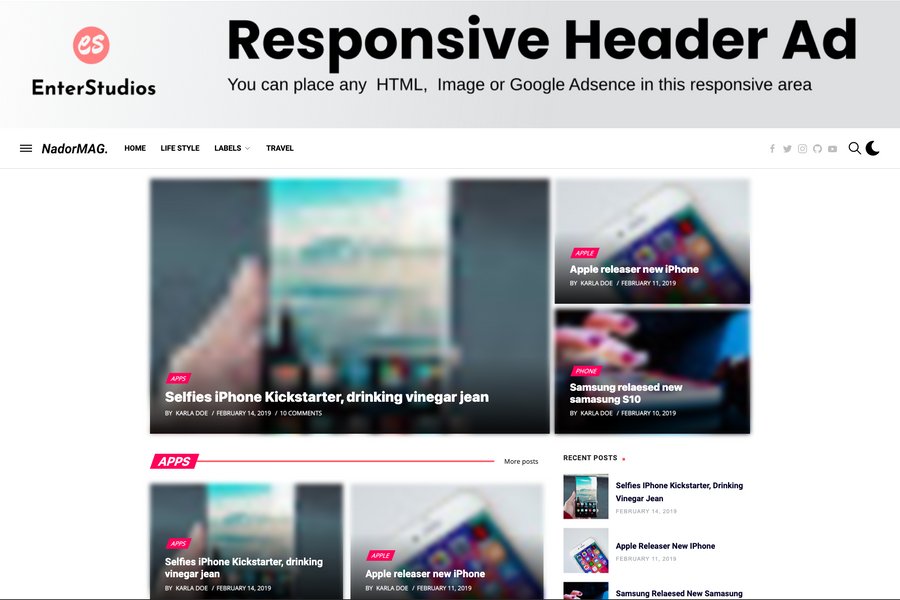 es
EnterStudios
Responsive Header Ad
You can place any HTML, Image or Google Adsence in this responsive area
NadorMAG. HOME LIFE STYLE LABELS TRAVEL
APPS
Selfies iPhone Kickstarter, drinking vinegar jean
BY KARLA DOE / FEBRUARY 14, 2019 / 10 COMMENTS
APPLE
Apple releaser new iPhone
BY KARLA DOE / FEBRUARY 11, 2019
PHONE
Samsung relaesed new
samasung S10
BY KARLA DOE / FEBRUARY 10, 2019
APPS More posts
APPS
Selfies iPhone Kickstarter, drinking
vinegar jean
BY KARLA DOE / FEBRUARY 14, 2019
APPLE
Apple releaser new iPhone
BY KARLA DOE / FEBRUARY 11, 2019
RECENT POSTS
Selfies IPhone Kickstarter, Drinking
Vinegar Jean
FEBRUARY 14, 2019
Apple Releaser New IPhone
FEBRUARY 11, 2019
Samsung Relaesed New Samasung